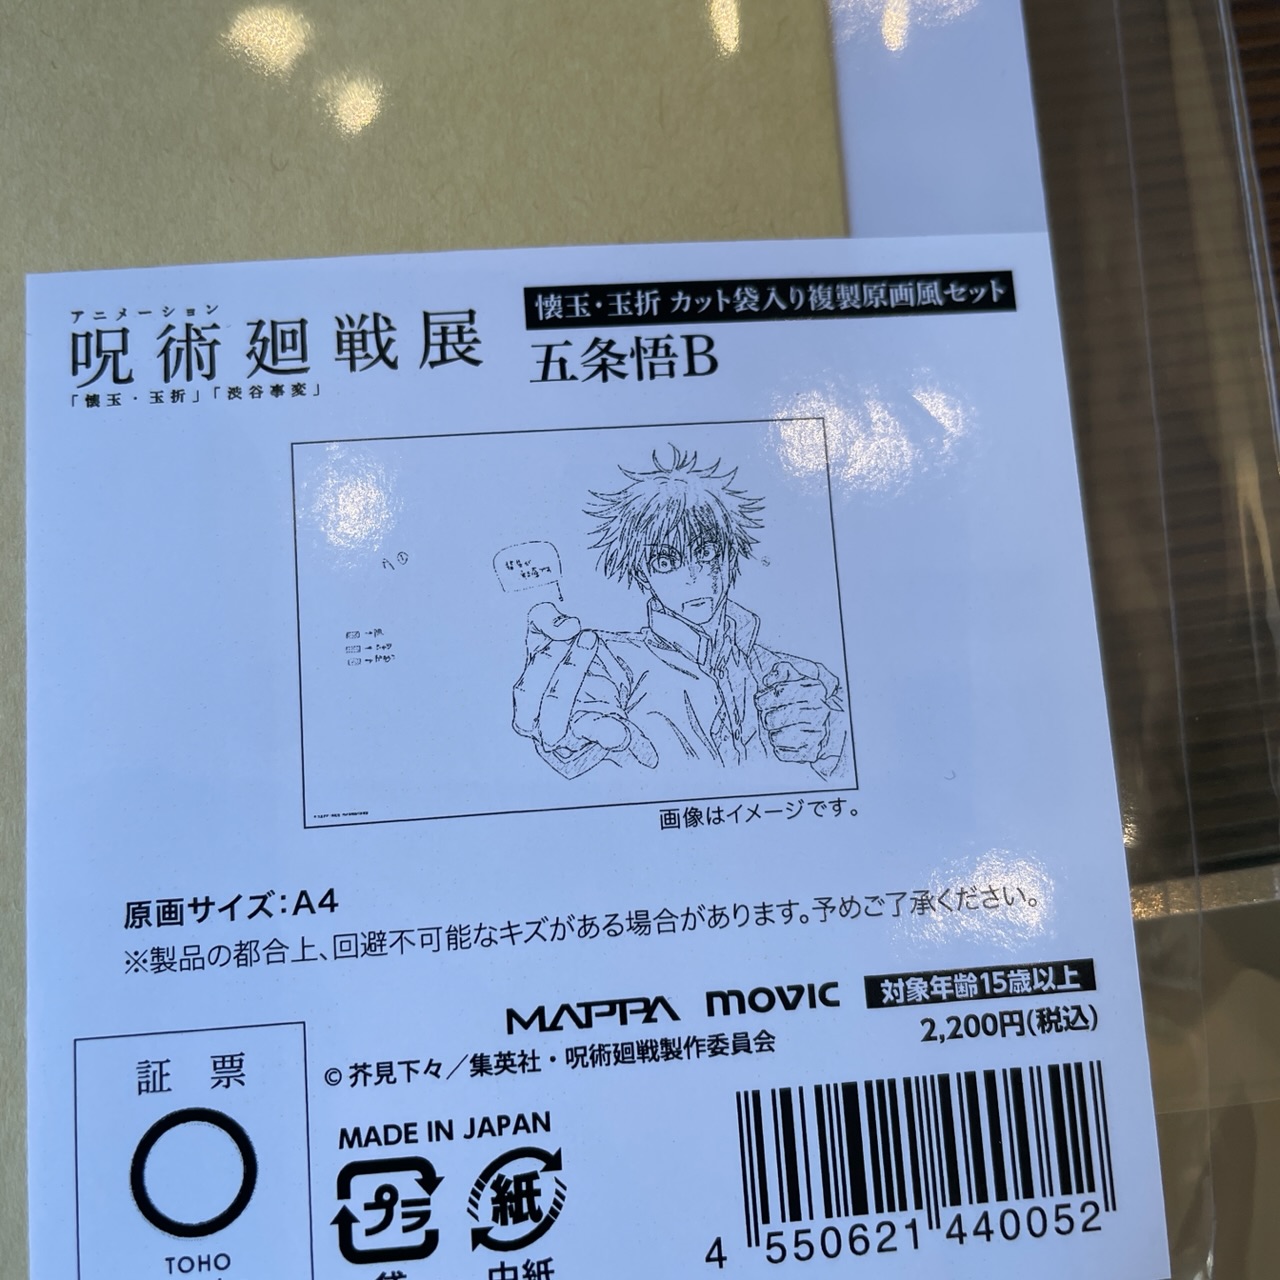 アニメーション
呪術廻戦展
「懐玉・玉折」「渋谷事変」
懐玉・玉折 カット袋入り複製原画風セット
五条悟B
画像はイメージです。
原画サイズ：A4
※製品の都合上、回避不可能なキズがある場合があります。予めご了承ください。
MAPPA movic 対象年齢15歳以上
2,200円(税込)
© 芥見下々／集英社・呪術廻戦製作委員会
証票
TOHO
MADE IN JAPAN
プラ
紙
4 550621 440052